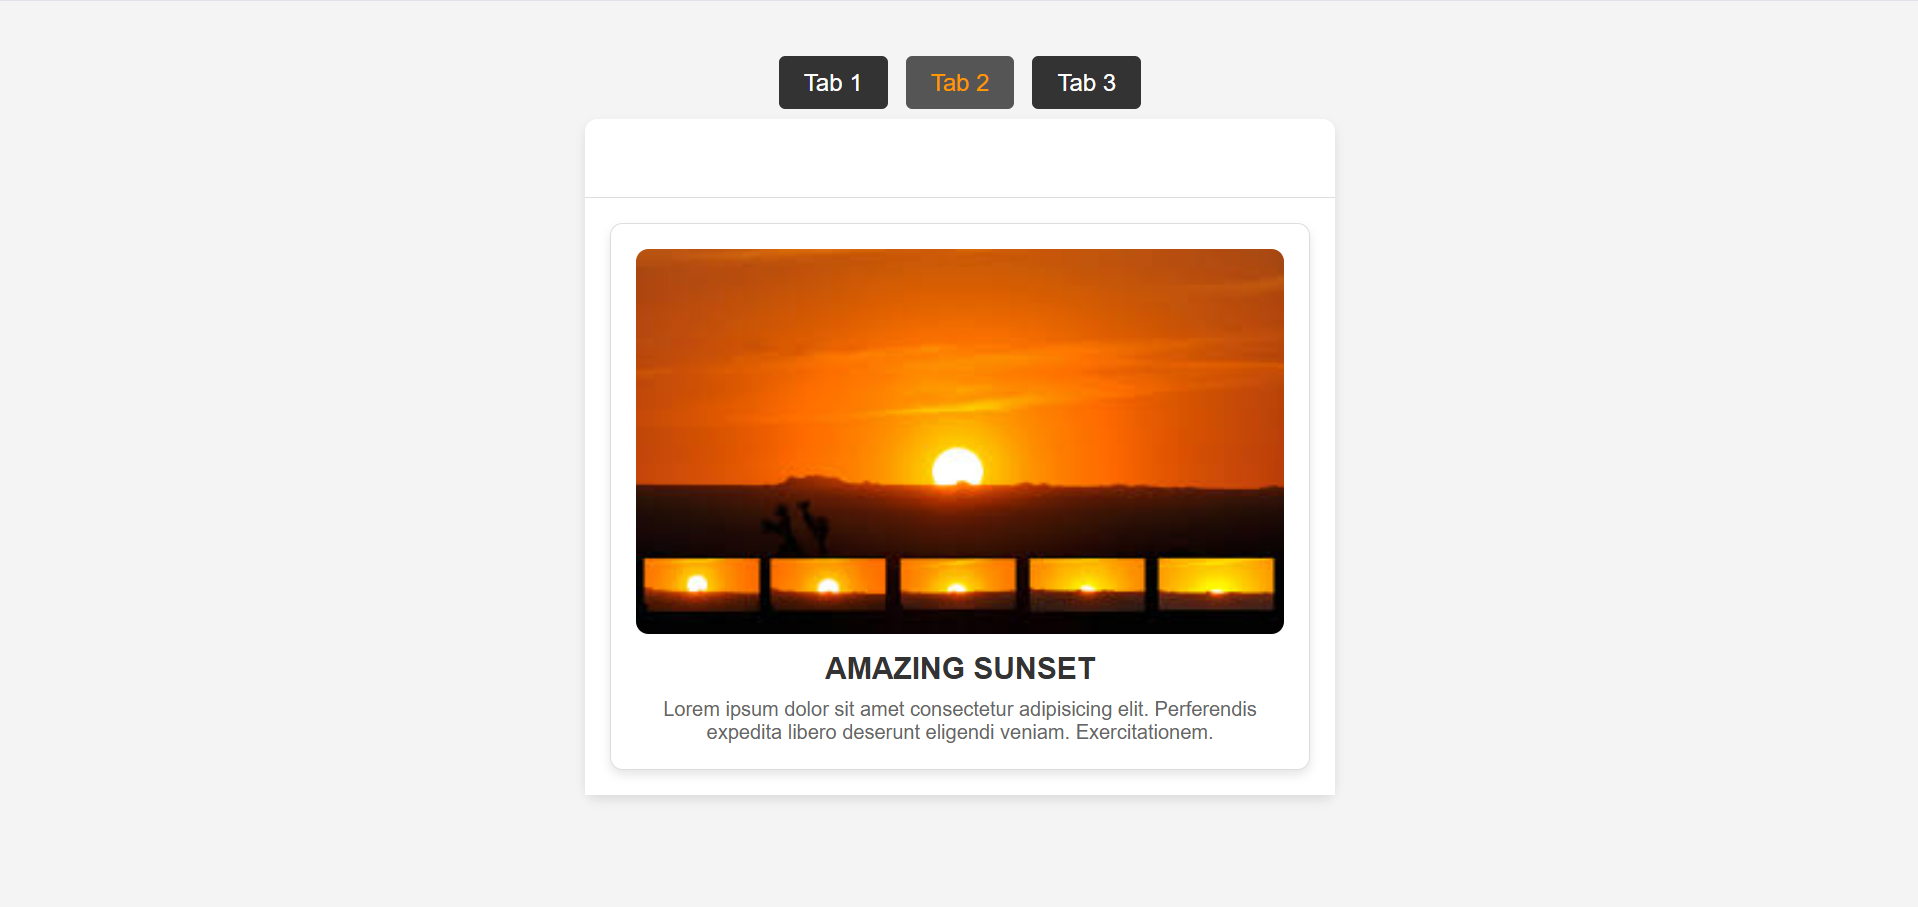 Tab 1
Tab 2
Tab 3
AMAZING SUNSET
Lorem ipsum dolor sit amet consectetur adipisicing elit. Perferendis
expedita libero deserunt eligendi veniam. Exercitationem.